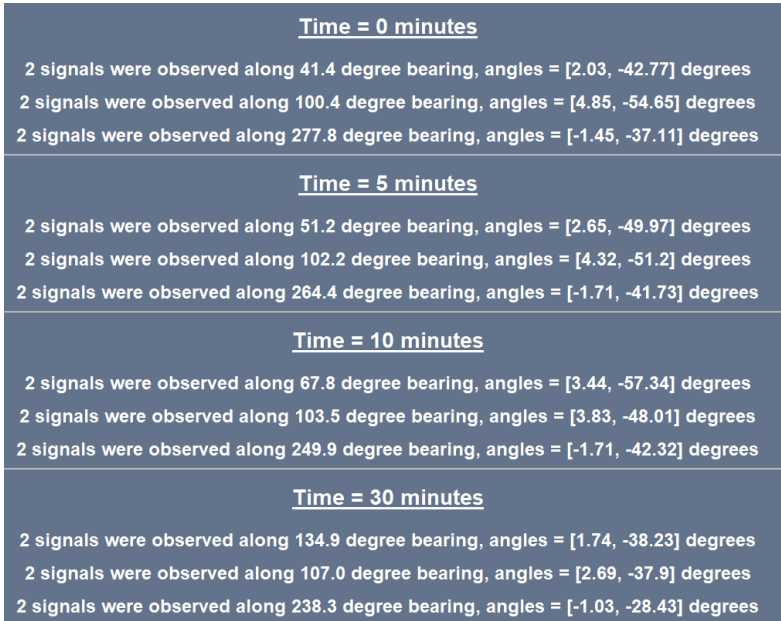 Time = 0 minutes
2 signals were observed along 41.4 degree bearing, angles = [2.03, -42.77] degrees
2 signals were observed along 100.4 degree bearing, angles = [4.85, -54.65] degrees
2 signals were observed along 277.8 degree bearing, angles = [-1.45, -37.11] degrees
Time = 5 minutes
2 signals were observed along 51.2 degree bearing, angles = [2.65, -49.97] degrees
2 signals were observed along 102.2 degree bearing, angles = [4.32, -51.2] degrees
2 signals were observed along 264.4 degree bearing, angles = [-1.71, -41.73] degrees
Time = 10 minutes
2 signals were observed along 67.8 degree bearing, angles = [3.44, -57.34] degrees
2 signals were observed along 103.5 degree bearing, angles = [3.83, -48.01] degrees
2 signals were observed along 249.9 degree bearing, angles = [-1.71, -42.32] degrees
Time = 30 minutes
2 signals were observed along 134.9 degree bearing, angles = [1.74, -38.23] degrees
2 signals were observed along 107.0 degree bearing, angles = [2.69, -37.9] degrees
2 signals were observed along 238.3 degree bearing, angles = [-1.03, -28.43] degrees